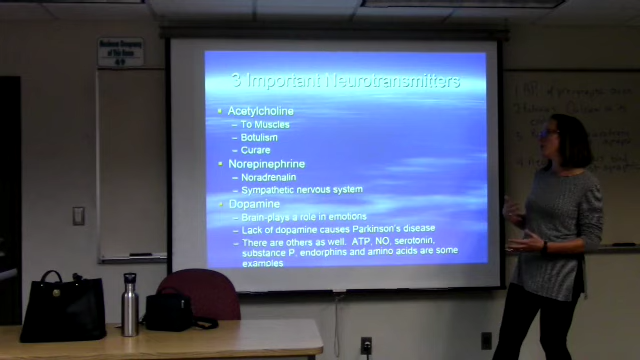 3 Important Neurotransmitters
Acetylcholine
– To Muscles
– Botulism
– Curare
Norepinephrine
– Noradrenalin
– Sympathetic nervous system
Dopamine
– Brain-plays a role in emotions
– Lack of dopamine causes Parkinson's disease
– There are others as well. ATP, NO, serotonin,
substance P, endorphins and amino acids are some
examples